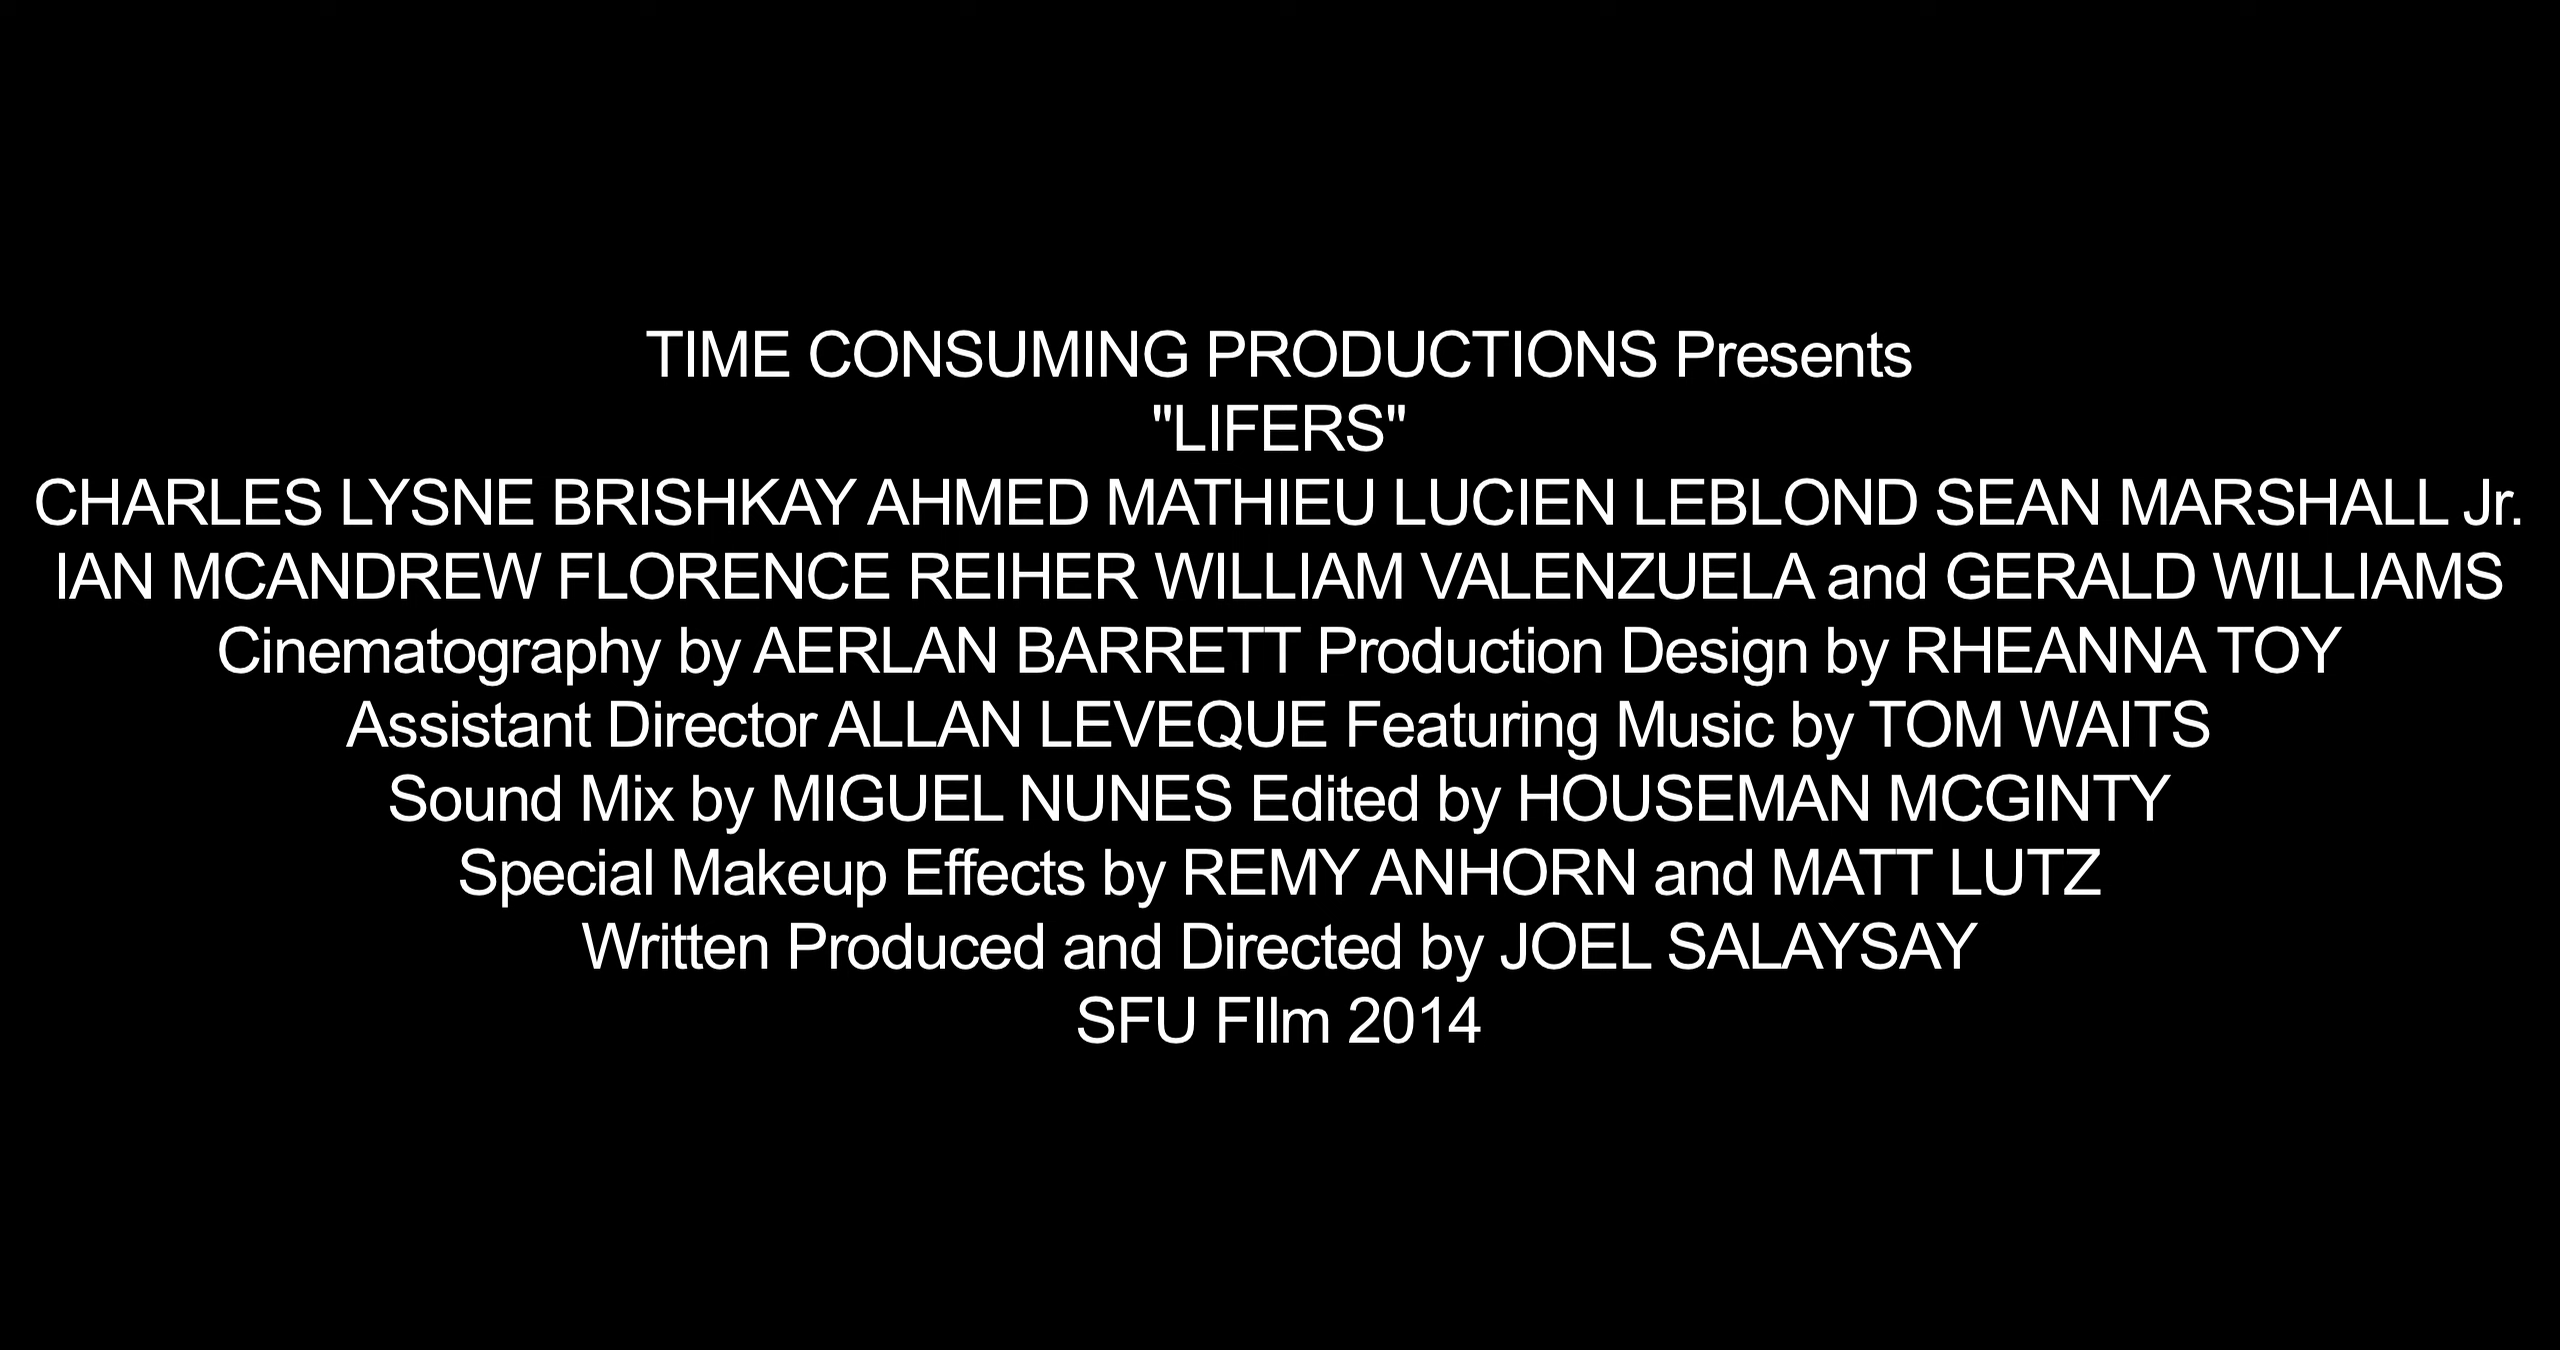 TIME CONSUMING PRODUCTIONS Presents
"LIFERS"
CHARLES LYSNE BRISHKAY AHMED MATHIEU LUCIEN LEBLOND SEAN MARSHALL Jr.
IAN MCANDREW FLORENCE REIHER WILLIAM VALENZUELA and GERALD WILLIAMS
Cinematography by AERLAN BARRETT Production Design by RHEANNA TOY
Assistant Director ALLAN LEVEQUE Featuring Music by TOM WAITS
Sound Mix by MIGUEL NUNES Edited by HOUSEMAN MCGINTY
Special Makeup Effects by REMY ANHORN and MATT LUTZ
Written Produced and Directed by JOEL SALAYSAY
SFU FIlm 2014